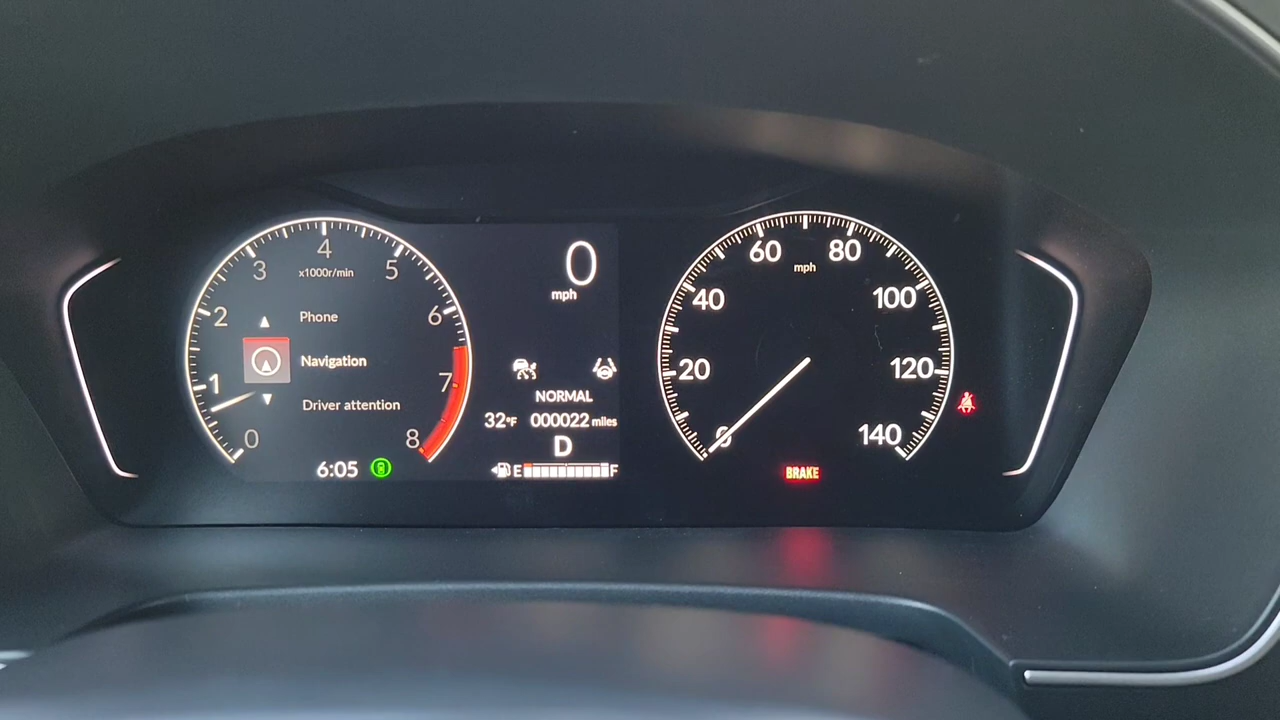 4
3
5
x1000r/min
2
Phone
6
Navigation
1
7
Driver attention
0
8
6:05
0
mph
NORMAL
32°F 000022 miles
D
E F
60 80
mph
40 100
20 120
0 140
BRAKE